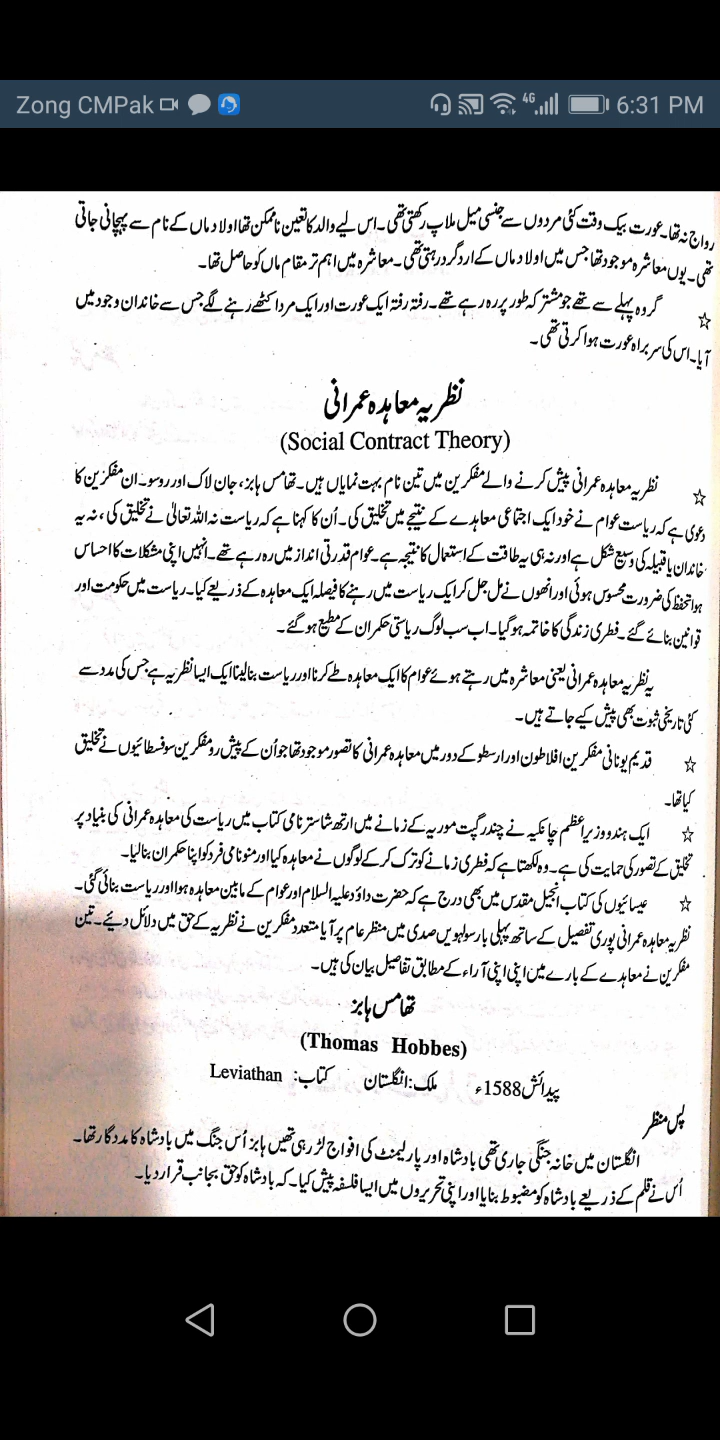 Zong CMPak 4G 6:31 PM
رواج نہ تھا۔ عورت بیک وقت کئی مردوں سے جنسی میل ملاپ رکھتی تھی۔ اس لیے والد کا تعین ناممکن تھا اولاد ماں کے نام سے پہچانی جاتی
تھی۔ یوں معاشرہ موجود تھا جس میں اولاد ماں کے ارد گرد رہتی تھی۔ معاشرہ میں اہم تر مقام ماں کو حاصل تھا۔
☆ گروہ پہلے سے تھے جو مشترکہ طور پر رہ رہے تھے۔ رفتہ رفتہ ایک عورت اور ایک مرد اکٹھے رہنے لگے جس سے خاندان وجود میں
آیا۔ اس کی سربراہ عورت ہوا کرتی تھی۔
نظریہ معاہدہ عمرانی
(Social Contract Theory)
☆ نظریہ معاہدہ عمرانی پیش کرنے والے مفکرین میں تین نام بہت نمایاں ہیں۔ تھامس ہابز، جان لاک اور روسو۔ ان مفکرین کا
دعوی ہے کہ ریاست عوام نے خود ایک اجتماعی معاہدے کے نتیجے میں تخلیق کی۔ اُن کا کہنا ہے کہ ریاست نہ اللہ تعالیٰ نے تخلیق کی، نہ یہ
خاندان یا قبیلہ کی وسیع شکل ہے اور نہ ہی یہ طاقت کے استعمال کا نتیجہ ہے۔ عوام قدرتی انداز میں رہ رہے تھے۔ انہیں اپنی مشکلات کا احساس
ہوا تحفظ کی ضرورت محسوس ہوئی اور انھوں نے مل جل کر ایک ریاست میں رہنے کا فیصلہ ایک معاہدہ کے ذریعے کیا۔ ریاست میں حکومت اور
قوانین بنائے گئے۔ فطری زندگی کا خاتمہ ہو گیا۔ اب سب لوگ ریاستی حکمران کے مطیع ہو گئے۔
یہ نظریہ معاہدہ عمرانی یعنی معاشرہ میں رہتے ہوئے عوام کا ایک معاہدہ طے کرنا اور ریاست بنا لینا ایک ایسا نظریہ ہے جس کی مدد سے
کئی تاریخی ثبوت بھی پیش کیے جاتے ہیں۔
☆ قدیم یونانی مفکرین افلاطون اور ارسطو کے دور میں معاہدہ عمرانی کا تصور موجود تھا جو اُن کے پیش رو مفکرین سوفسطائیوں نے تخلیق
کیا تھا۔
☆ ایک ہندو وزیراعظم چانکیہ نے چندر گپت موریہ کے زمانے میں ارتھ شاستر نامی کتاب میں ریاست کی معاہدہ عمرانی کی بنیاد پر
تخلیق کے تصور کی حمایت کی ہے۔ وہ لکھتا ہے کہ فطری زمانے کو ترک کر کے لوگوں نے معاہدہ کیا اور منو نامی فرد کو اپنا حکمران بنا لیا۔
☆ عیسائیوں کی کتاب انجیل مقدس میں بھی درج ہے کہ حضرت داؤد علیہ السلام اور عوام کے مابین معاہدہ ہوا اور ریاست بنائی گئی۔
نظریہ معاہدہ عمرانی پوری تفصیل کے ساتھ پہلی بار سولہویں صدی میں منظر عام پر آیا متعدد مفکرین نے نظریہ کے حق میں دلائل دیئے۔ تین
مفکرین نے معاہدے کے بارے میں اپنی اپنی آراء کے مطابق تفاصیل بیان کی ہیں۔
تھامس ہابز
(Thomas Hobbes)
پیدائش 1588ء ملک: انگلستان کتاب: Leviathan
پس منظر
انگلستان میں خانہ جنگی جاری تھی بادشاہ اور پارلیمنٹ کی افواج لڑ رہی تھیں ہابز اُس جنگ میں بادشاہ کا مددگار تھا۔
اُس نے قلم کے ذریعے بادشاہ کو مضبوط بنایا اور اپنی تحریروں میں ایسا فلسفہ پیش کیا۔ کہ بادشاہ کو حق بجانب قرار دیا۔